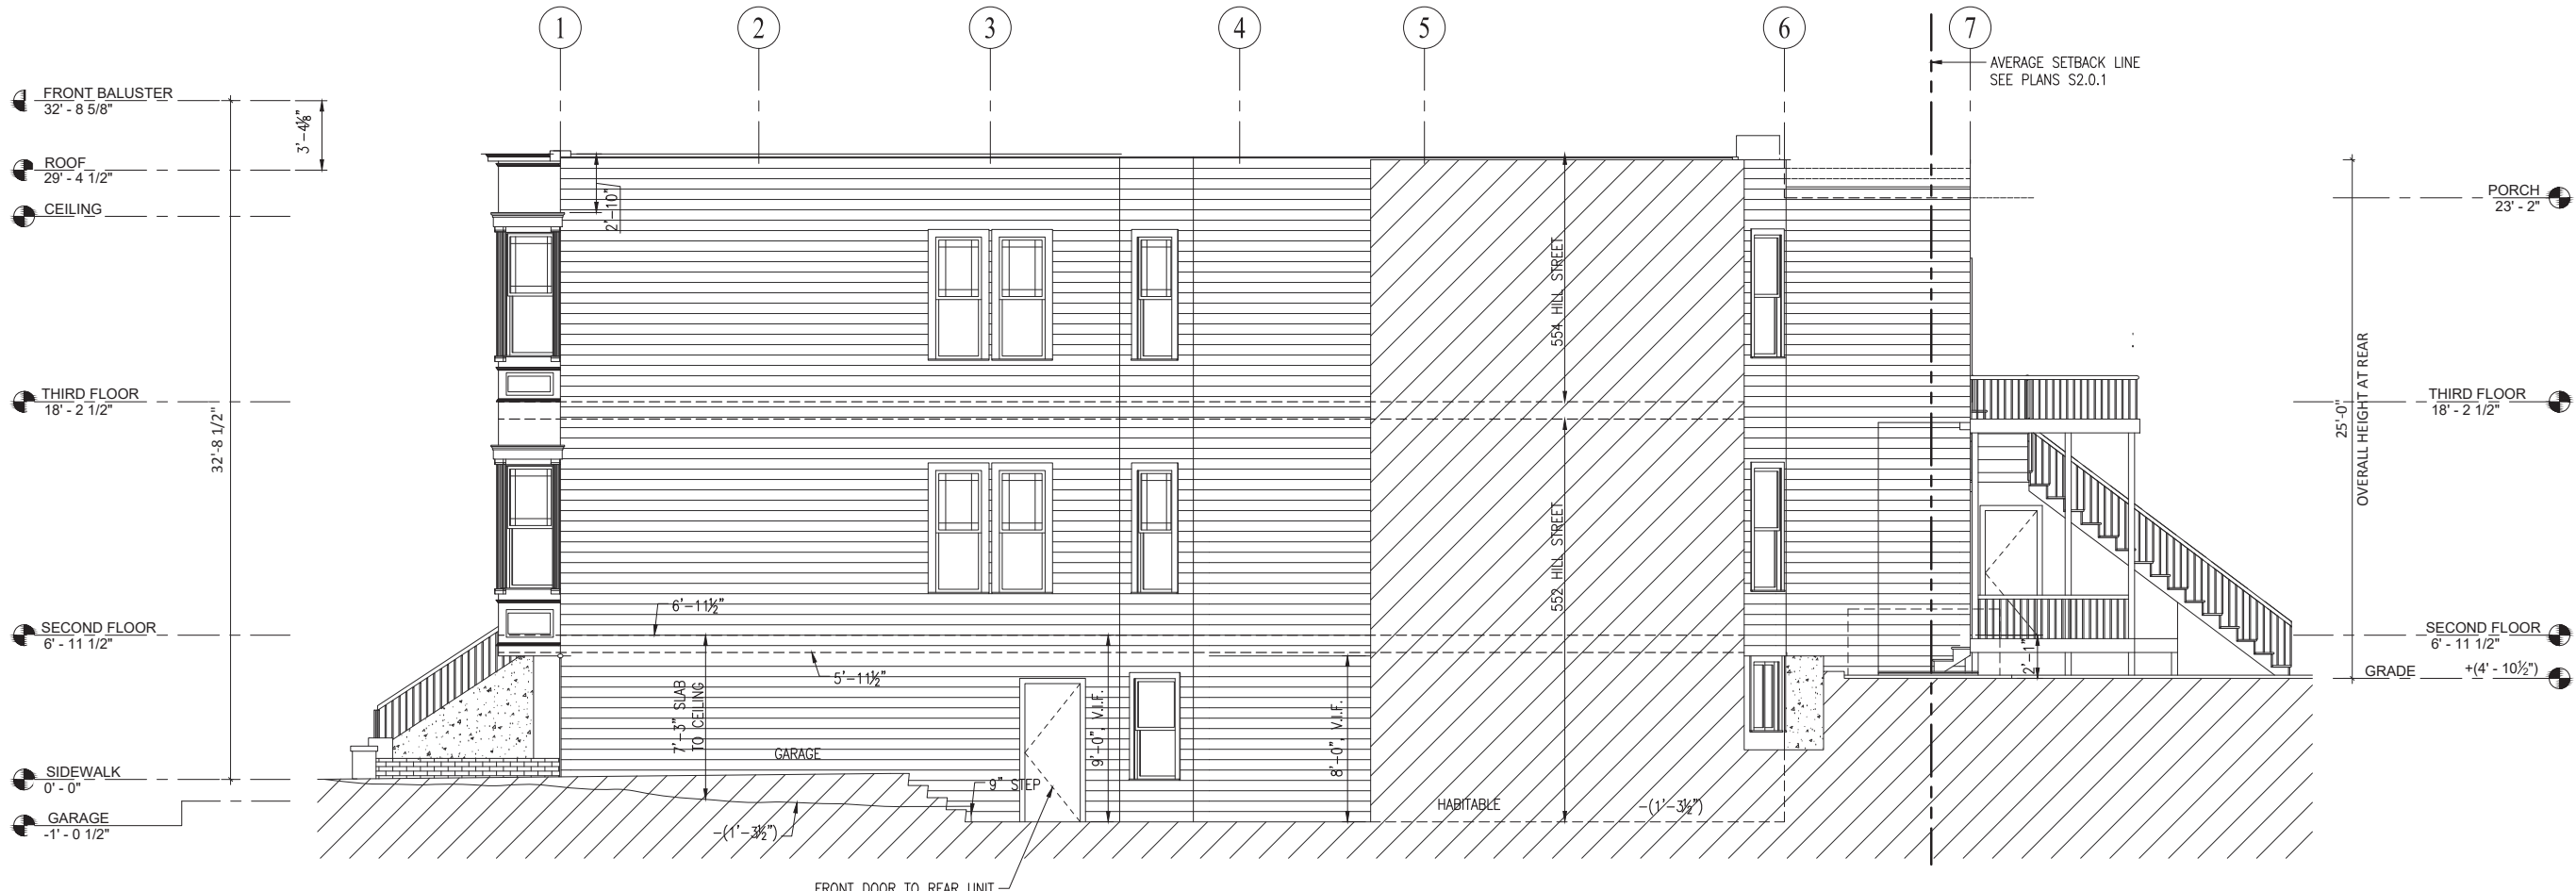 1
2
3
4
5
6
7
AVERAGE SETBACK LINE
SEE PLANS S2.0.1
FRONT BALUSTER
32' - 8 5/8"
3'-4⅛"
ROOF
29' - 4 1/2"
CEILING
2'-10"
PORCH
23' - 2"
554 HILL STREET
THIRD FLOOR
18' - 2 1/2"
32'-8 1/2"
THIRD FLOOR
18' - 2 1/2"
25'-0"
OVERALL HEIGHT AT REAR
552 HILL STREET
6'-11½"
SECOND FLOOR
6' - 11 1/2"
SECOND FLOOR
6' - 11 1/2"
5'-11½"
2'-1"
GRADE
+(4' - 10½")
7'-3" SLAB
TO CEILING
9'-0", V.I.F.
8'-0", V.I.F.
GARAGE
SIDEWALK
0' - 0"
9" STEP
HABITABLE
-(1'-3½")
GARAGE
-1' - 0 1/2"
-(1'-3½")
FRONT DOOR TO REAR UNIT